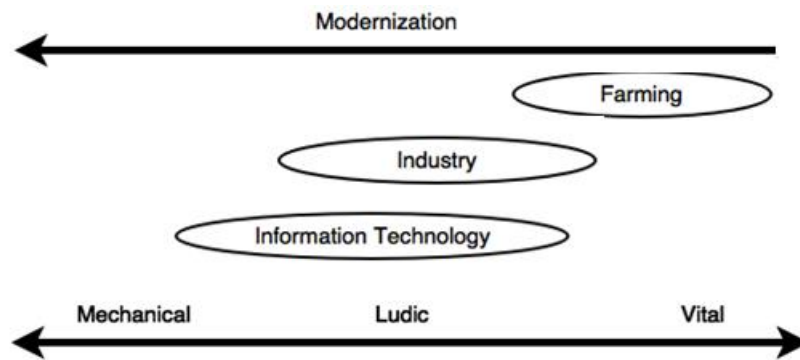 Modernization
Farming
Industry
Information Technology
Mechanical Ludic Vital